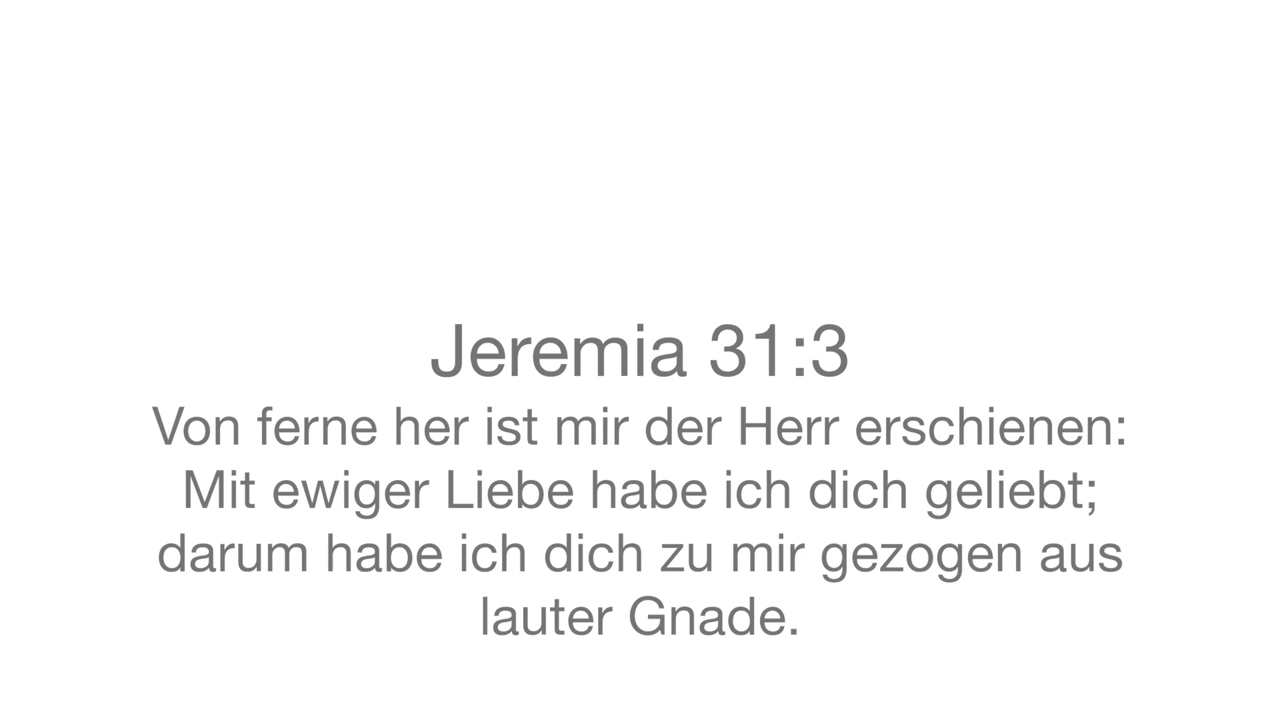 Jeremia 31:3
Von ferne her ist mir der Herr erschienen:
Mit ewiger Liebe habe ich dich geliebt;
darum habe ich dich zu mir gezogen aus
lauter Gnade.